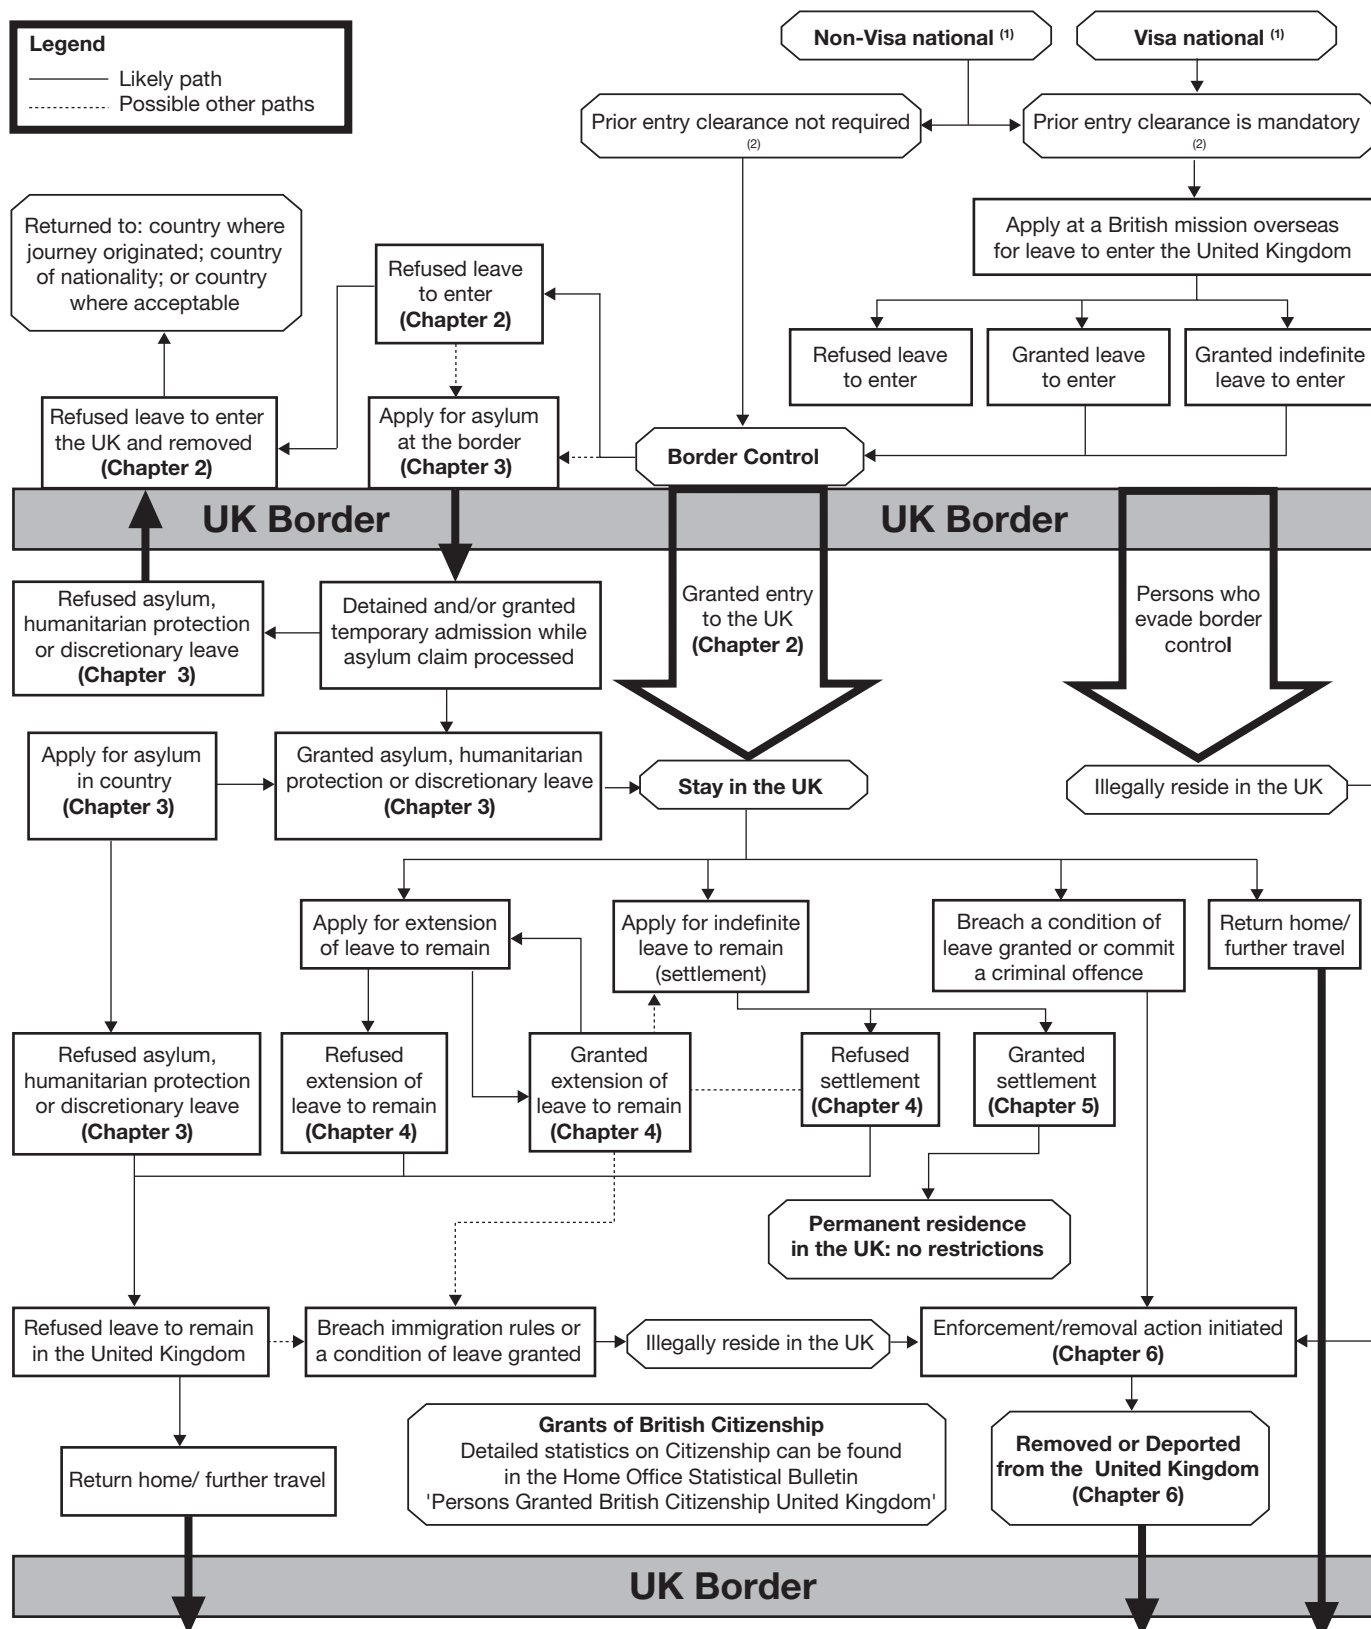 Legend
Likely path
Possible other paths
Non-Visa national (1)
Visa national (1)
Prior entry clearance not required
(2)
Prior entry clearance is mandatory
(2)
Returned to: country where
journey originated; country
of nationality; or country
where acceptable
Refused leave
to enter
(Chapter 2)
Apply at a British mission overseas
for leave to enter the United Kingdom
Refused leave
to enter
Granted leave
to enter
Granted indefinite
leave to enter
Refused leave to enter
the UK and removed
(Chapter 2)
Apply for asylum
at the border
(Chapter 3)
Border Control
UK Border
UK Border
Refused asylum,
humanitarian protection
or discretionary leave
(Chapter 3)
Detained and/or granted
temporary admission while
asylum claim processed
Granted entry
to the UK
(Chapter 2)
Persons who
evade border
control
Apply for asylum
in country
(Chapter 3)
Granted asylum, humanitarian
protection or discretionary leave
(Chapter 3)
Stay in the UK
Illegally reside in the UK
Apply for extension
of leave to remain
Apply for indefinite
leave to remain
(settlement)
Breach a condition of
leave granted or commit
a criminal offence
Return home/
further travel
Refused asylum,
humanitarian protection
or discretionary leave
(Chapter 3)
Refused
extension of
leave to remain
(Chapter 4)
Granted
extension of
leave to remain
(Chapter 4)
Refused
settlement
(Chapter 4)
Granted
settlement
(Chapter 5)
Permanent residence
in the UK: no restrictions
Refused leave to remain
in the United Kingdom
Breach immigration rules or
a condition of leave granted
Illegally reside in the UK
Enforcement/removal action initiated
(Chapter 6)
Return home/ further travel
Grants of British Citizenship
Detailed statistics on Citizenship can be found
in the Home Office Statistical Bulletin
'Persons Granted British Citizenship United Kingdom'
Removed or Deported
from the United Kingdom
(Chapter 6)
UK Border